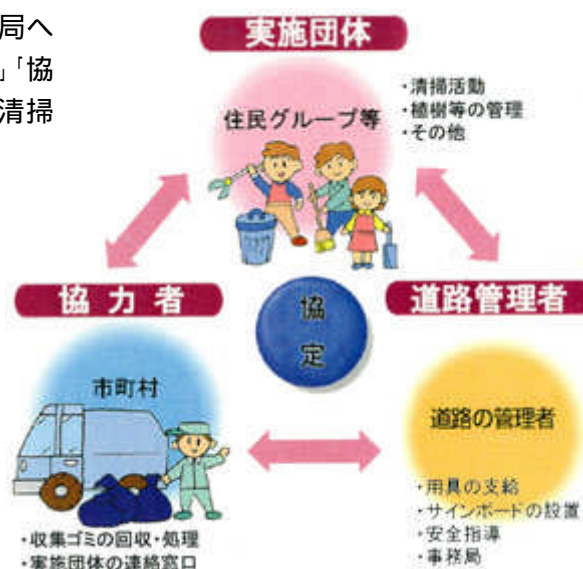 局へ
」「協
清掃
実施団体
住民グループ等
・清掃活動
・植樹等の管理
・その他
協力者
協
定
道路管理者
市町村
道路の管理者
・収集ゴミの回収・処理
・実施団体の連絡窓口
・用具の支給
・サインボードの設置
・安全指導
・事務局